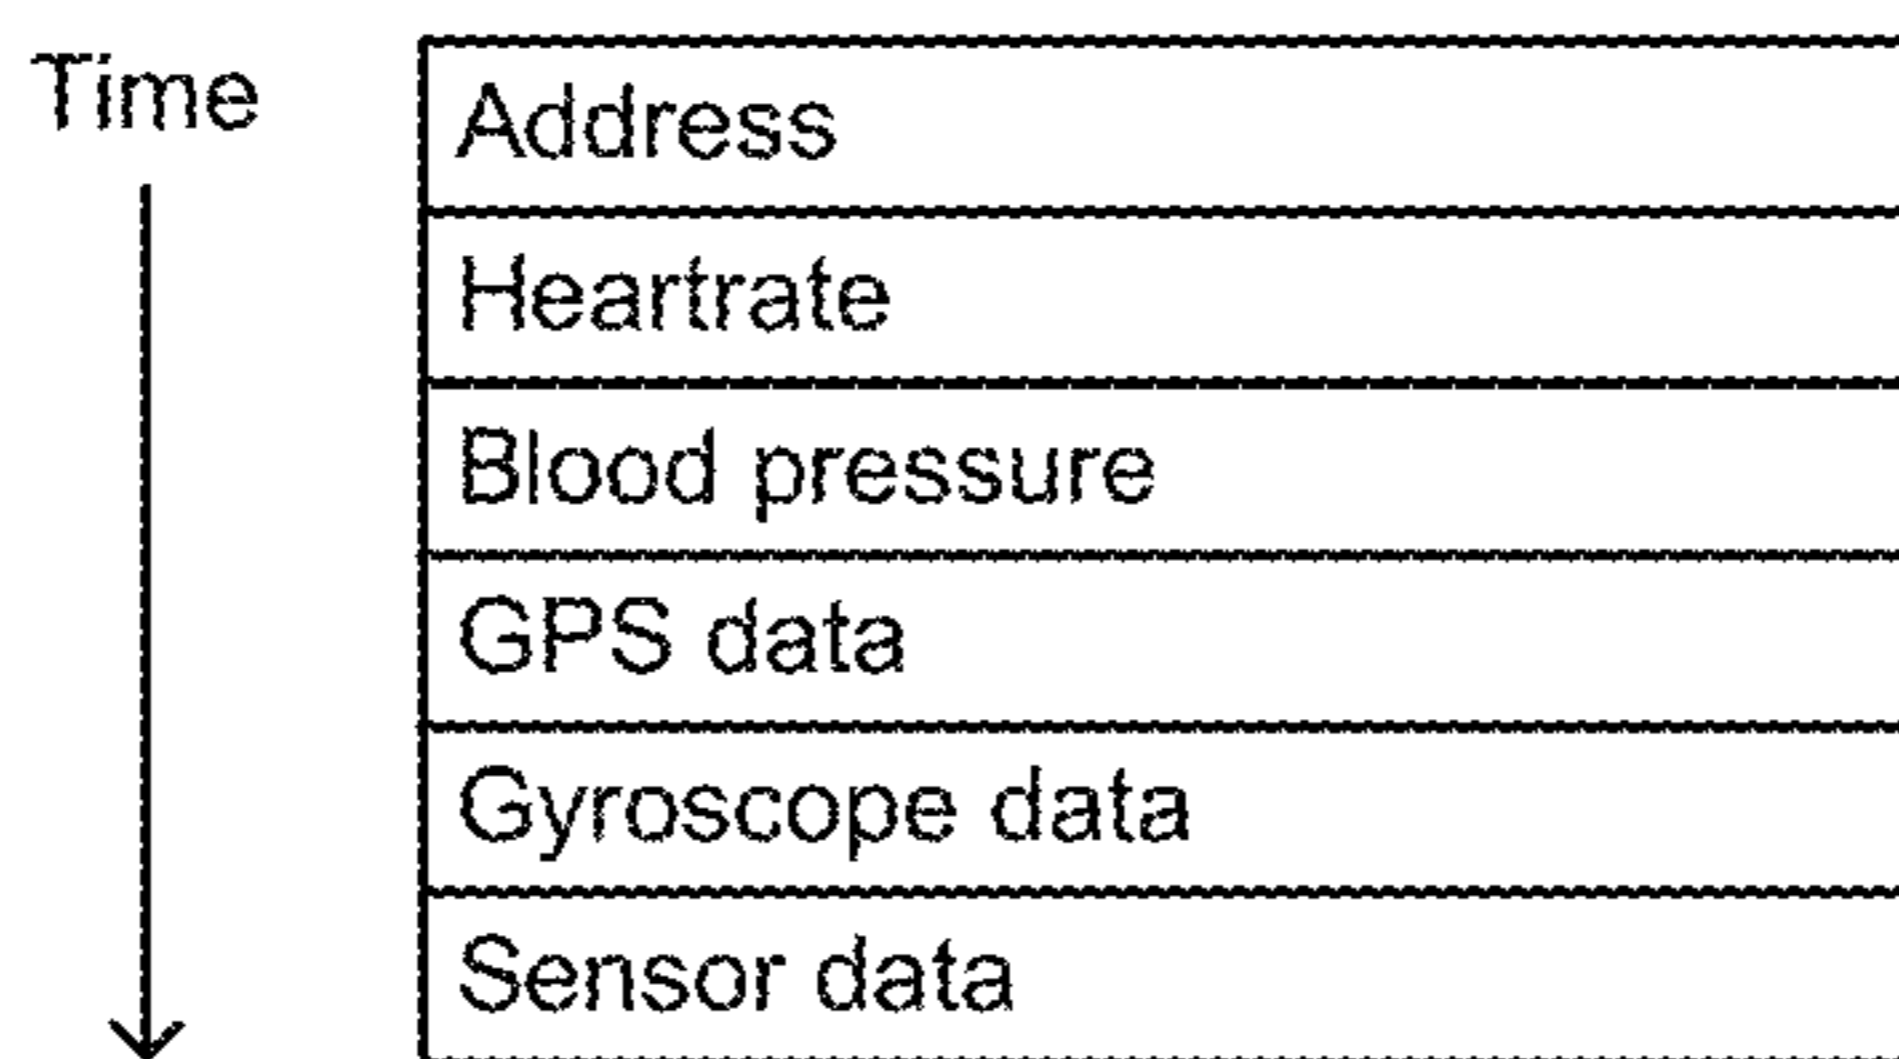 Time
Address
Heartrate
Blood pressure
GPS data
Gyroscope data
Sensor data